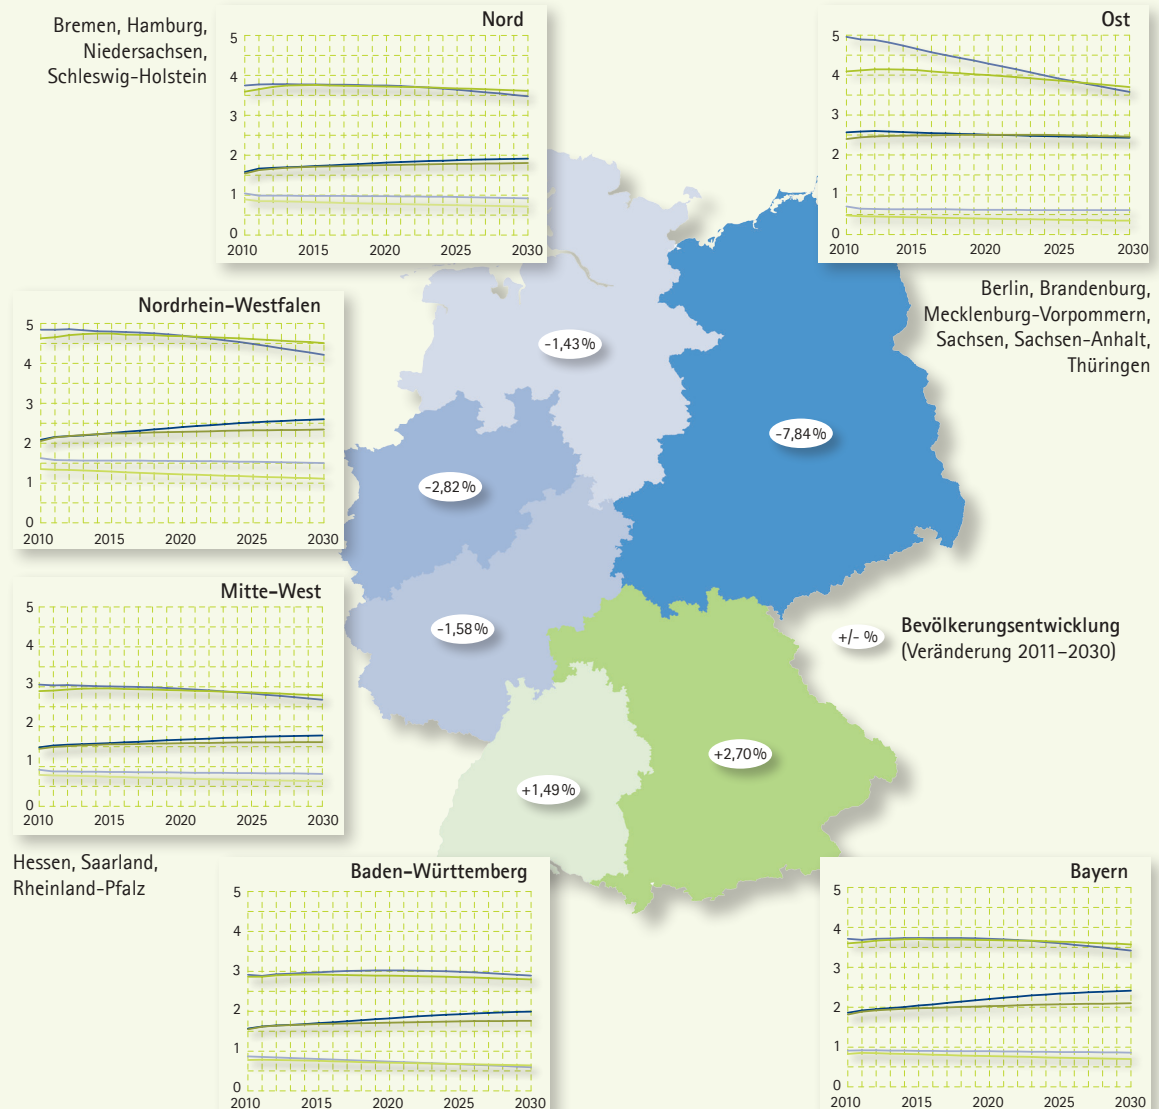 Bremen, Hamburg,
Niedersachsen,
Schleswig-Holstein
Nord
5
4
3
2
1
0
2010 2015 2020 2025 2030
Ost
5
4
3
2
1
0
2010 2015 2020 2025 2030
Berlin, Brandenburg,
Mecklenburg-Vorpommern,
Sachsen, Sachsen-Anhalt,
Thüringen
Nordrhein-Westfalen
5
4
3
2
1
0
2010 2015 2020 2025 2030
-1,43 %
-7,84 %
-2,82 %
-1,58 %
+2,70 %
+1,49 %
+/- % Bevölkerungsentwicklung
(Veränderung 2011–2030)
Mitte-West
5
4
3
2
1
0
2010 2015 2020 2025 2030
Hessen, Saarland,
Rheinland-Pfalz
Baden-Württemberg
5
4
3
2
1
0
2010 2015 2020 2025 2030
Bayern
5
4
3
2
1
0
2010 2015 2020 2025 2030